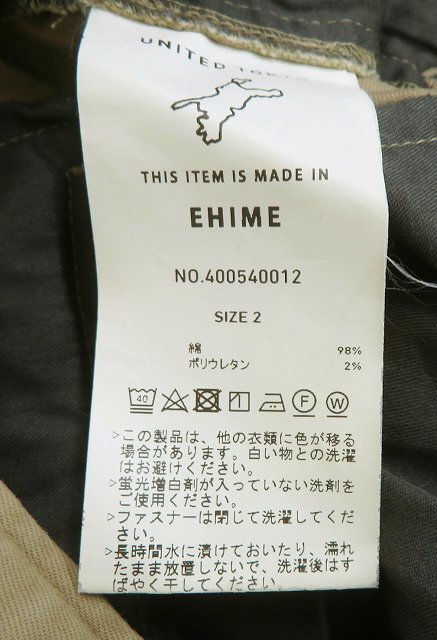 UNITED TOKYO
THIS ITEM IS MADE IN
EHIME
NO.400540012
SIZE 2
綿 98%
ポリウレタン 2%
40 F W
>この製品は、他の衣類に色が移る
場合があります。白い物との洗濯
はお避けください。
>蛍光増白剤が入っていない洗剤を
ご使用ください。
>ファスナーは閉じて洗濯してくだ
さい。
>長時間水に漬けておいたり、濡れ
たまま放置しないで、洗濯後はす
ばやく干してください。